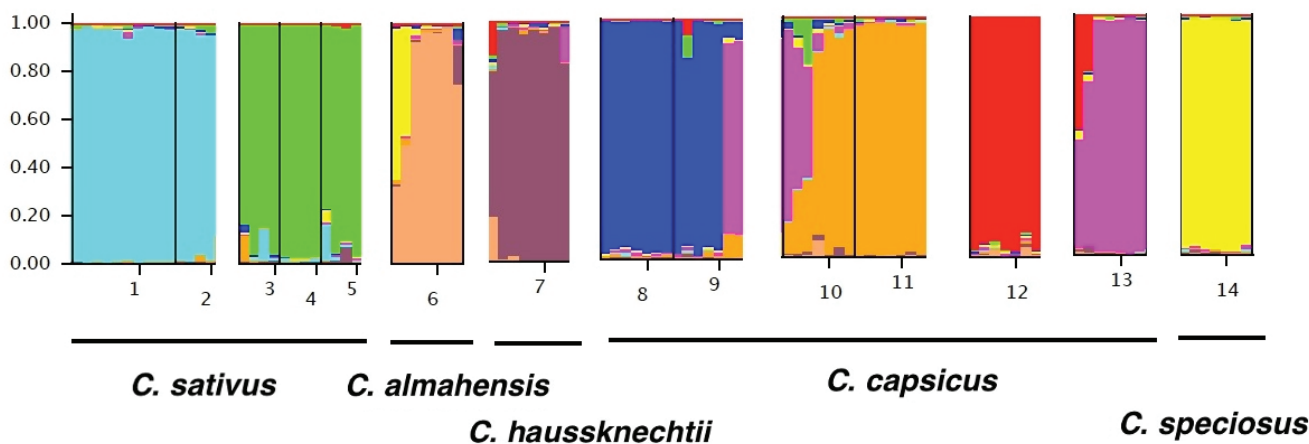 1.00
0.80
0.60
0.40
0.20
0.00
1 2 3 4 5 6 7 8 9 10 11 12 13 14
C. sativus C. almahensis C. capsicus
C. haussknechtii C. speciosus